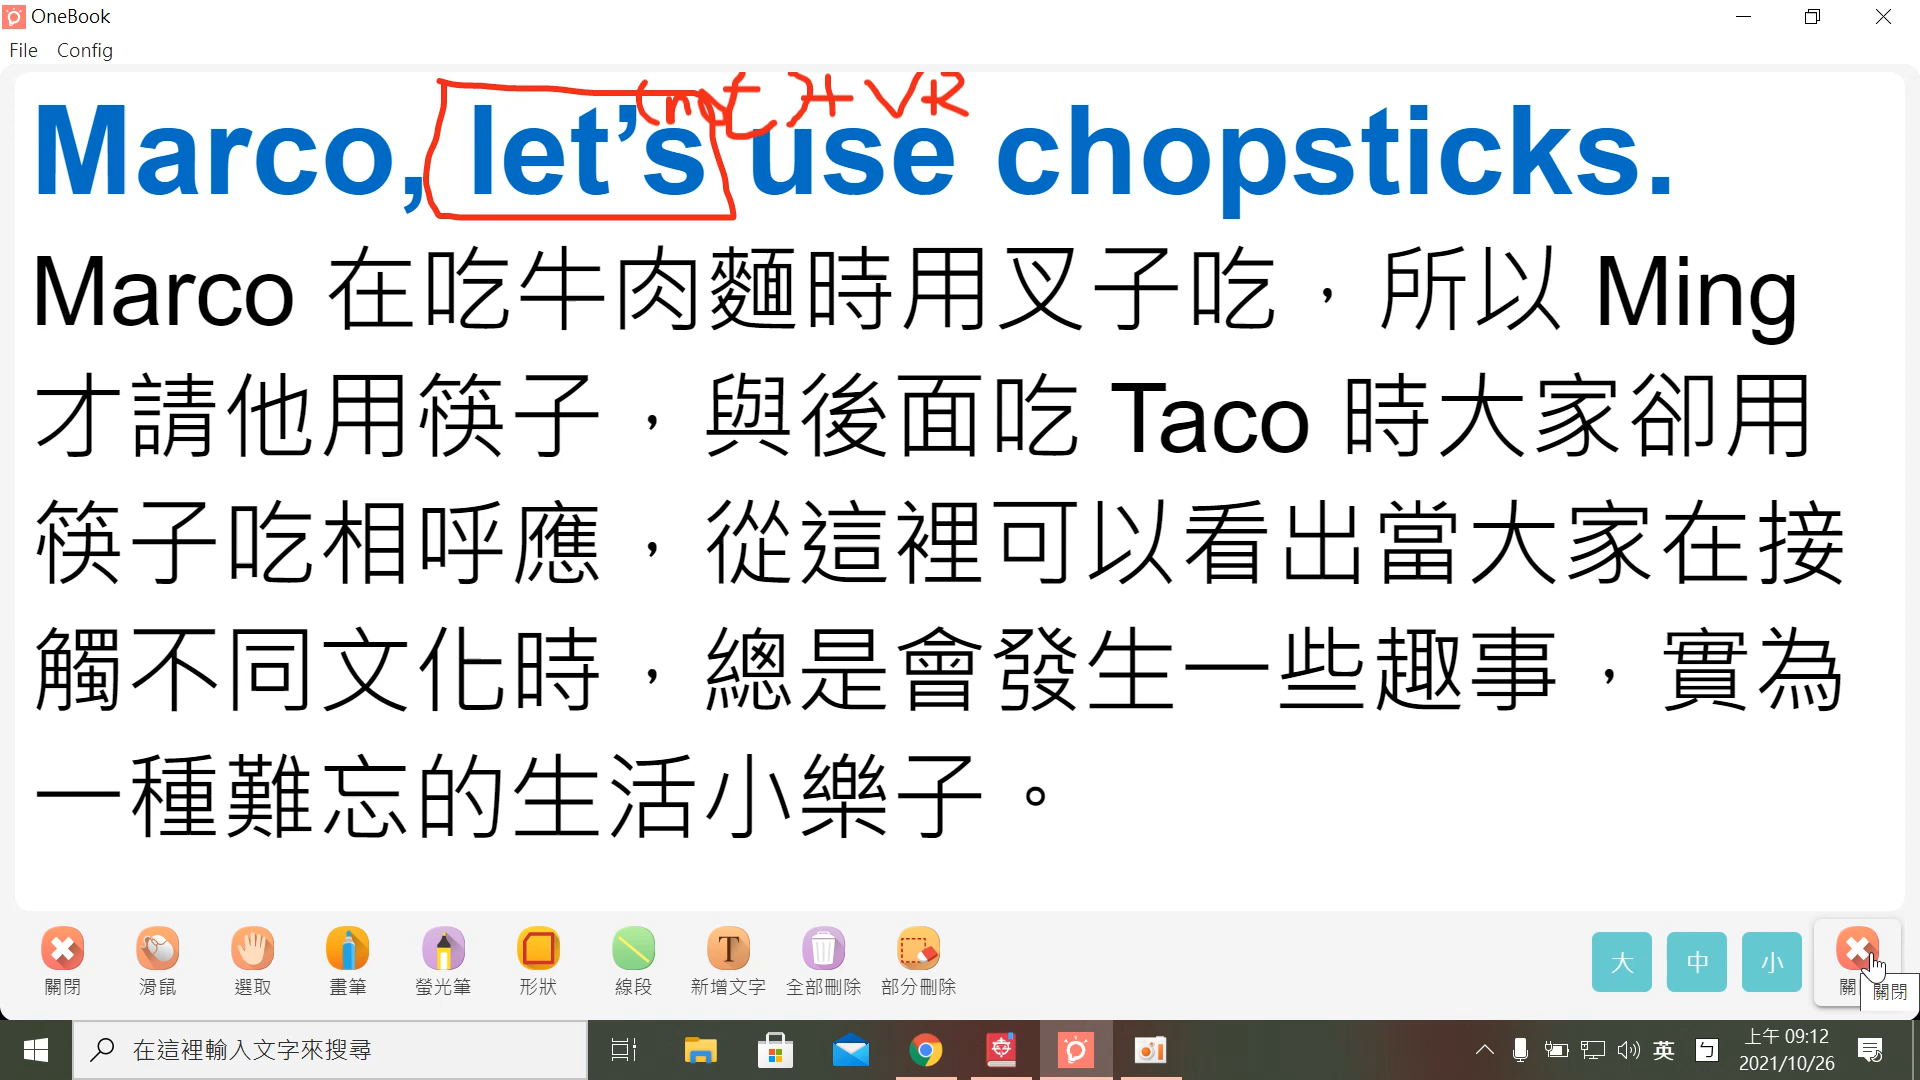 OneBook
File Config
(not)+VR
Marco, let’s use chopsticks.
Marco 在吃牛肉麵時用叉子吃，所以 Ming
才請他用筷子，與後面吃 Taco 時大家卻用
筷子吃相呼應，從這裡可以看出當大家在接
觸不同文化時，總是會發生一些趣事，實為
一種難忘的生活小樂子。
關閉 滑鼠 選取 畫筆 螢光筆 形狀 線段 新增文字 全部刪除 部分刪除 大 中 小 關
T
關閉
在這裡輸入文字來搜尋
英 ㄅ
上午 09:12
2021/10/26